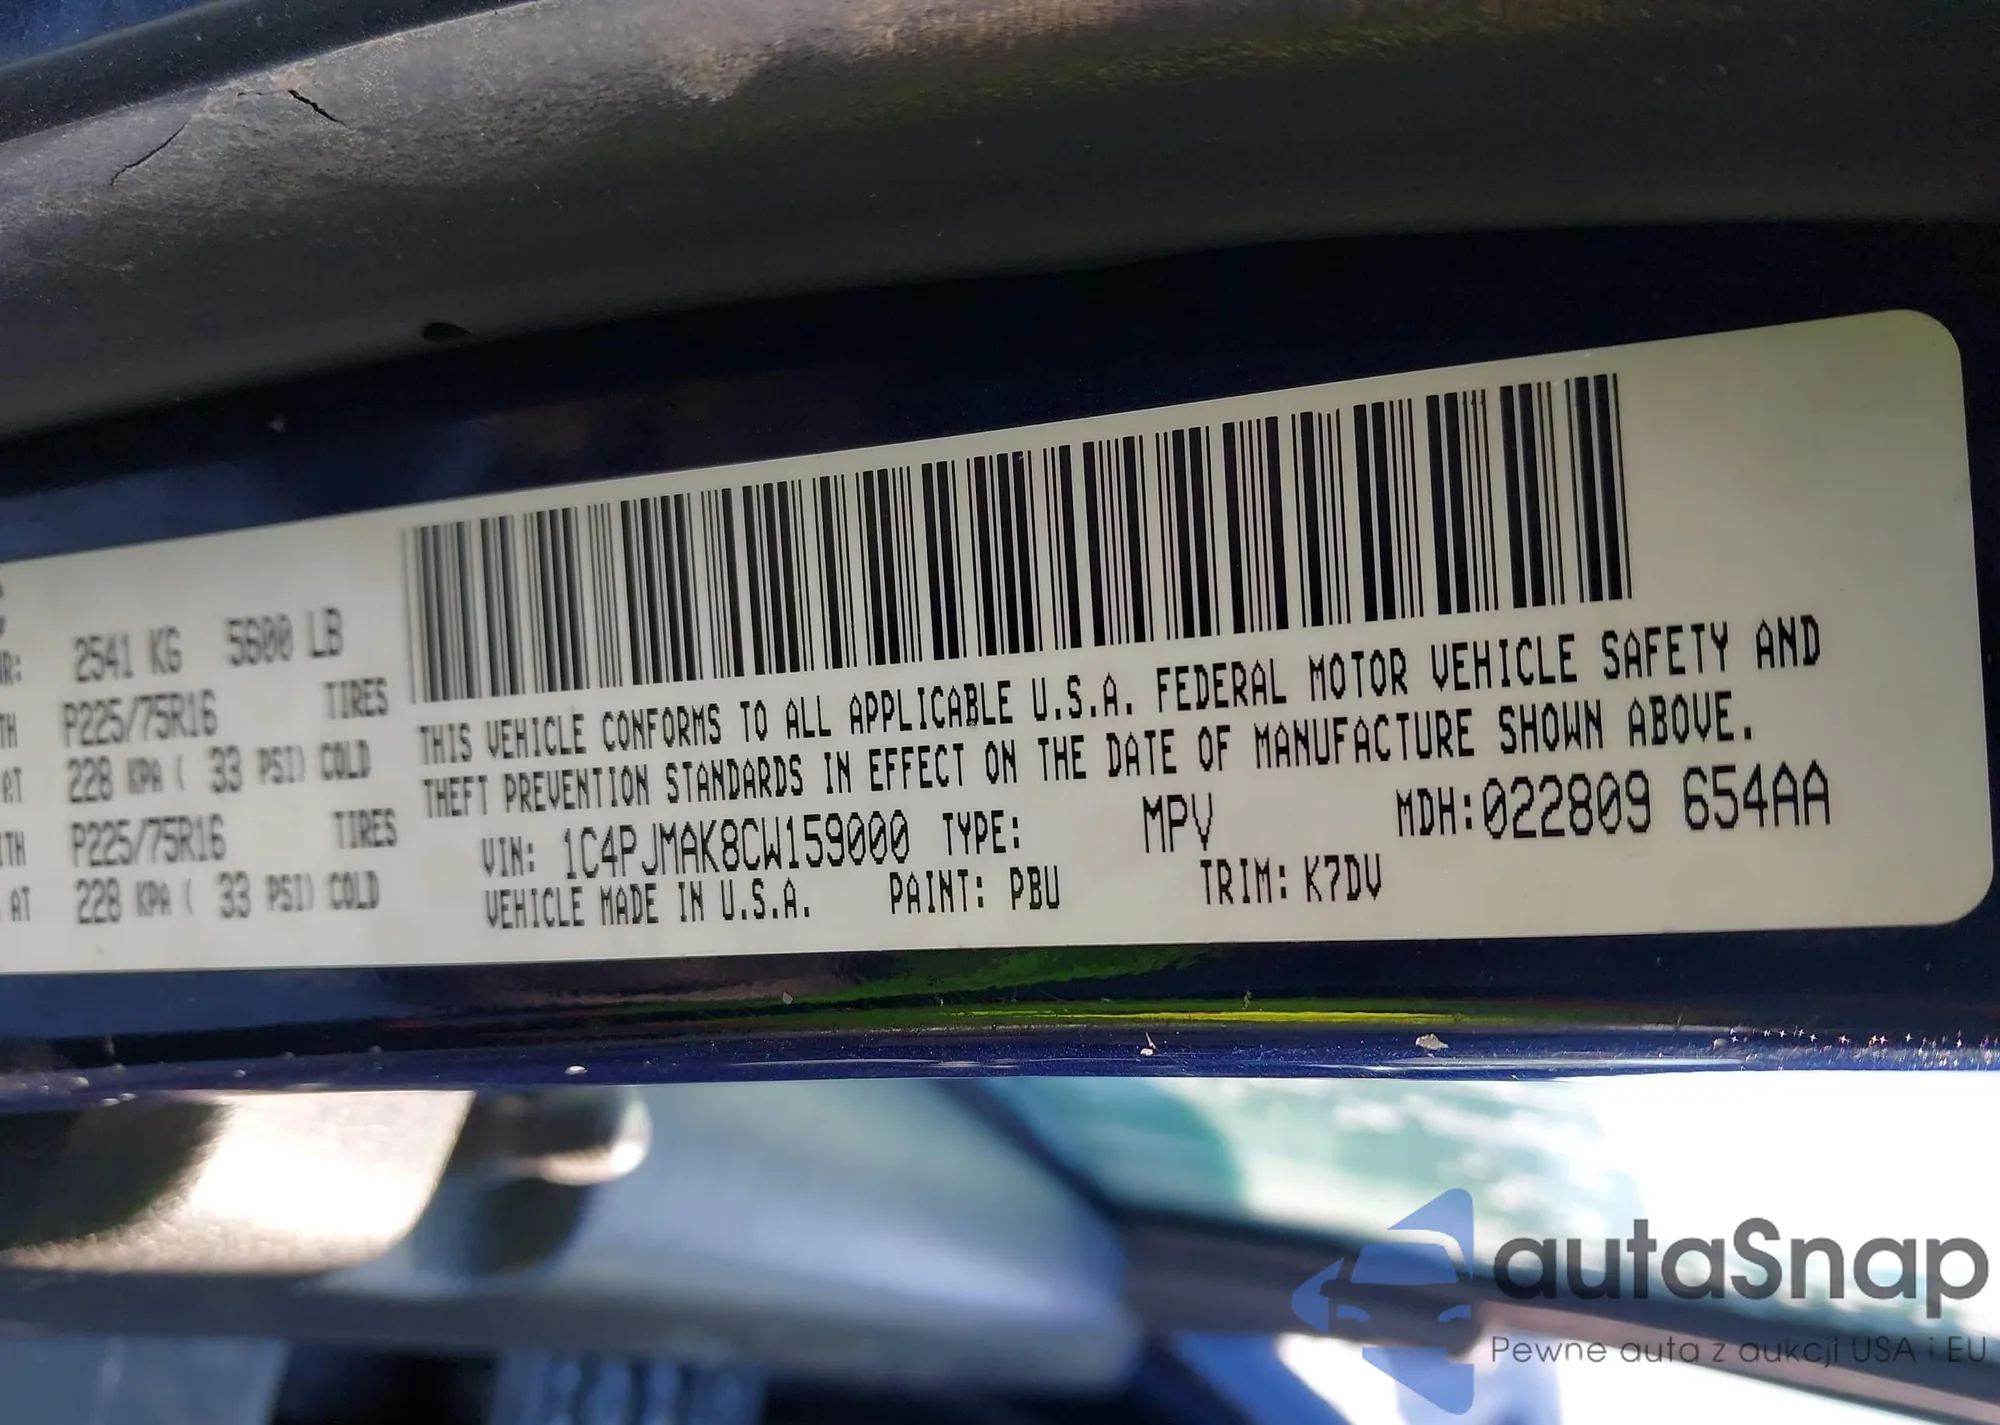 2541 KG 5600 LB
P225/75R16 TIRES
228 KPA ( 33 PSI) COLD
P225/75R16 TIRES
AT 228 KPA ( 33 PSI) COLD
THIS VEHICLE CONFORMS TO ALL APPLICABLE U.S.A. FEDERAL MOTOR VEHICLE SAFETY AND
THEFT PREVENTION STANDARDS IN EFFECT ON THE DATE OF MANUFACTURE SHOWN ABOVE.
VIN: 1C4PJMAK8CW159000 TYPE: MPV MDH:022809 654AA
VEHICLE MADE IN U.S.A. PAINT: PBU TRIM: K7DV
autaSnap
Pewne auta z aukcji USA i EU